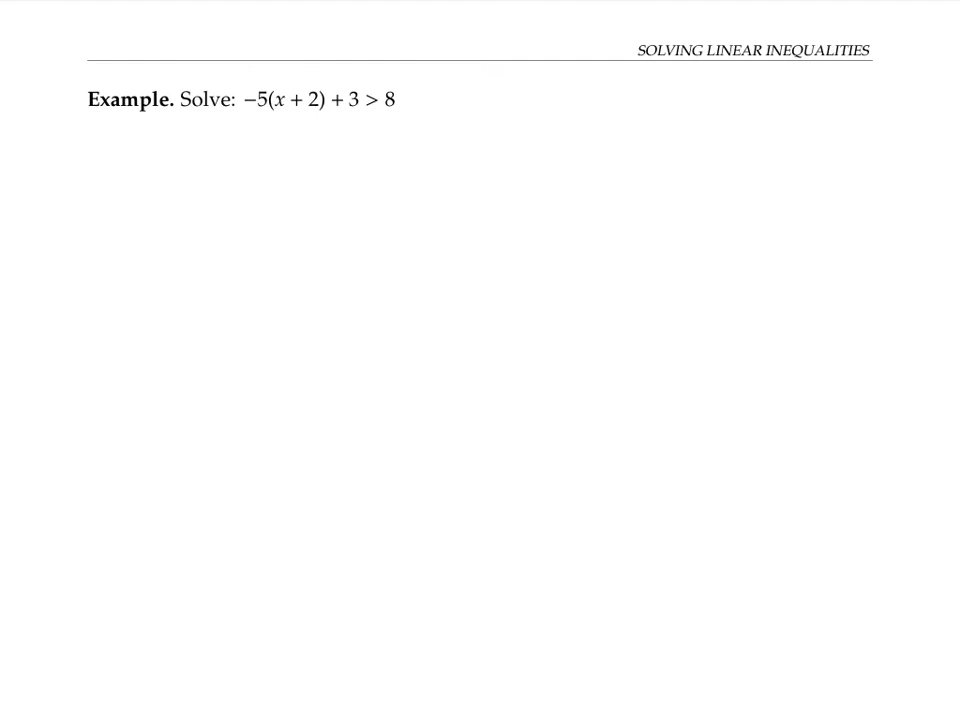 SOLVING LINEAR INEQUALITIES
Example. Solve: −5(x + 2) + 3 > 8